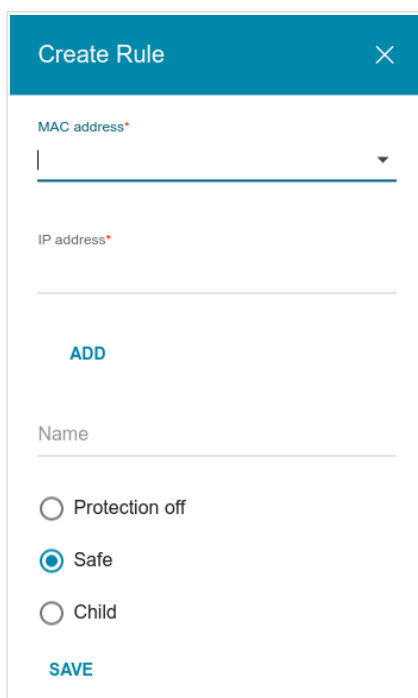 Create Rule
MAC address*
IP address*
ADD
Name
Protection off
Safe
Child
SAVE